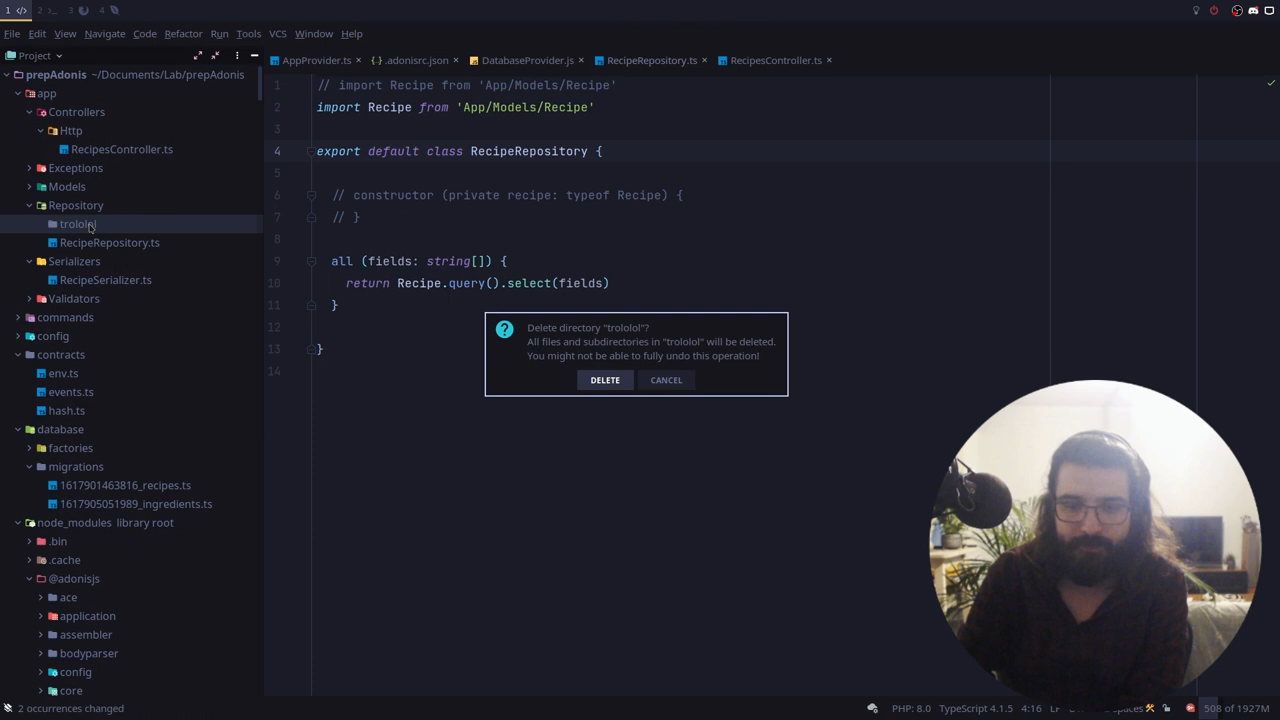 1 </> 2 >_ 3 4
File Edit View Navigate Code Refactor Run Tools VCS Window Help
Project
AppProvider.ts × .adonisrc.json × DatabaseProvider.js × RecipeRepository.ts × RecipesController.ts ×
prepAdonis ~/Documents/Lab/prepAdonis
app
Controllers
Http
RecipesController.ts
Exceptions
Models
Repository
trololol
RecipeRepository.ts
Serializers
RecipeSerializer.ts
Validators
commands
config
contracts
env.ts
events.ts
hash.ts
database
factories
migrations
1617901463816_recipes.ts
1617905051989_ingredients.ts
node_modules library root
.bin
.cache
@adonisjs
ace
application
assembler
bodyparser
config
core
1 // import Recipe from 'App/Models/Recipe'
2 import Recipe from 'App/Models/Recipe'
3
4 export default class RecipeRepository {
5
6 // constructor (private recipe: typeof Recipe) {
7 // }
8
9 all (fields: string[]) {
10 return Recipe.query().select(fields)
11 }
12
13 }
14
Delete directory "trololol"?
All files and subdirectories in "trololol" will be deleted.
You might not be able to fully undo this operation!
DELETE CANCEL
2 occurrences changed PHP: 8.0 TypeScript 4.1.5 4:16 LF spaces 508 of 1927M